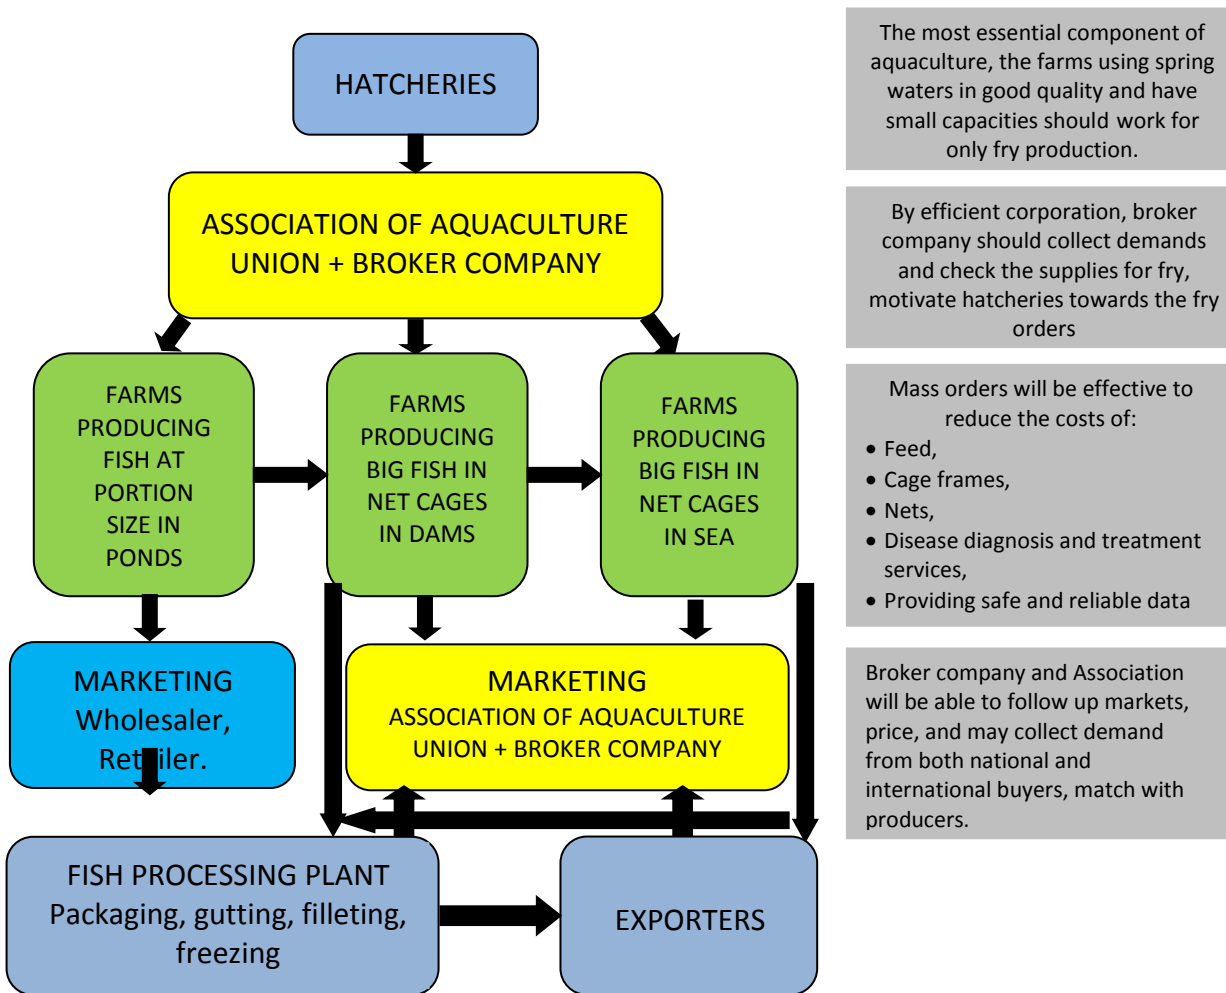 HATCHERIES
ASSOCIATION OF AQUACULTURE
UNION + BROKER COMPANY
FARMS
PRODUCING
FISH AT
PORTION
SIZE IN
PONDS
FARMS
PRODUCING
BIG FISH IN
NET CAGES
IN DAMS
FARMS
PRODUCING
BIG FISH IN
NET CAGES
IN SEA
MARKETING
Wholesaler,
Retailer.
MARKETING
ASSOCIATION OF AQUACULTURE
UNION + BROKER COMPANY
FISH PROCESSING PLANT
Packaging, gutting, filleting,
freezing
EXPORTERS
The most essential component of
aquaculture, the farms using spring
waters in good quality and have
small capacities should work for
only fry production.
By efficient corporation, broker
company should collect demands
and check the supplies for fry,
motivate hatcheries towards the fry
orders
Mass orders will be effective to
reduce the costs of:
• Feed,
• Cage frames,
• Nets,
• Disease diagnosis and treatment
services,
• Providing safe and reliable data
Broker company and Association
will be able to follow up markets,
price, and may collect demand
from both national and
international buyers, match with
producers.